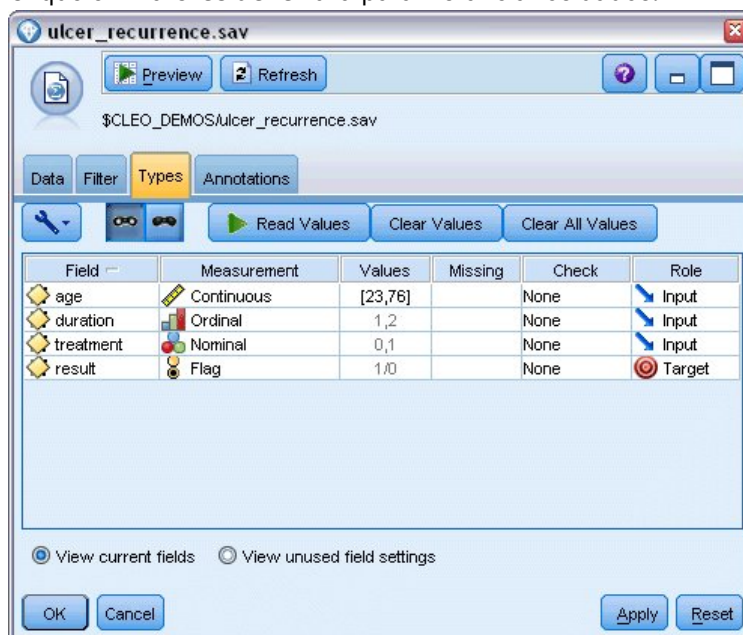 ulcer_recurrence.sav
Preview Refresh
$CLEO_DEMOS/ulcer_recurrence.sav
Data Filter Types Annotations
Read Values Clear Values Clear All Values
Field Measurement Values Missing Check Role
age Continuous [23,76] None Input
duration Ordinal 1,2 None Input
treatment Nominal 0,1 None Input
result Flag 1/0 None Target
View current fields View unused field settings
OK Cancel Apply Reset